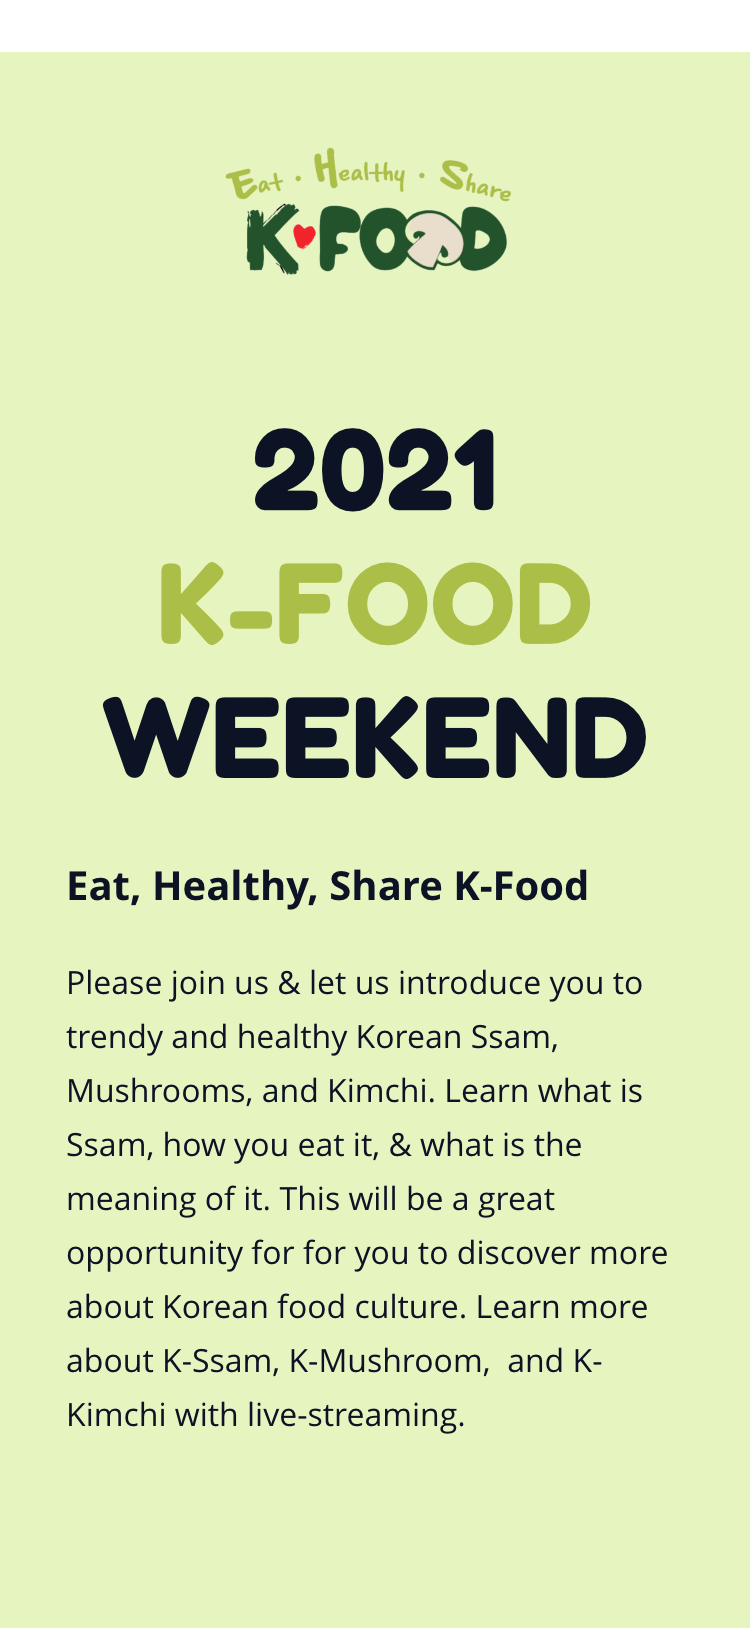 Eat · Healthy · Share
K·FOOD
2021
K-FOOD
WEEKEND
Eat, Healthy, Share K-Food
Please join us & let us introduce you to
trendy and healthy Korean Ssam,
Mushrooms, and Kimchi. Learn what is
Ssam, how you eat it, & what is the
meaning of it. This will be a great
opportunity for for you to discover more
about Korean food culture. Learn more
about K-Ssam, K-Mushroom,  and K-
Kimchi with live-streaming.